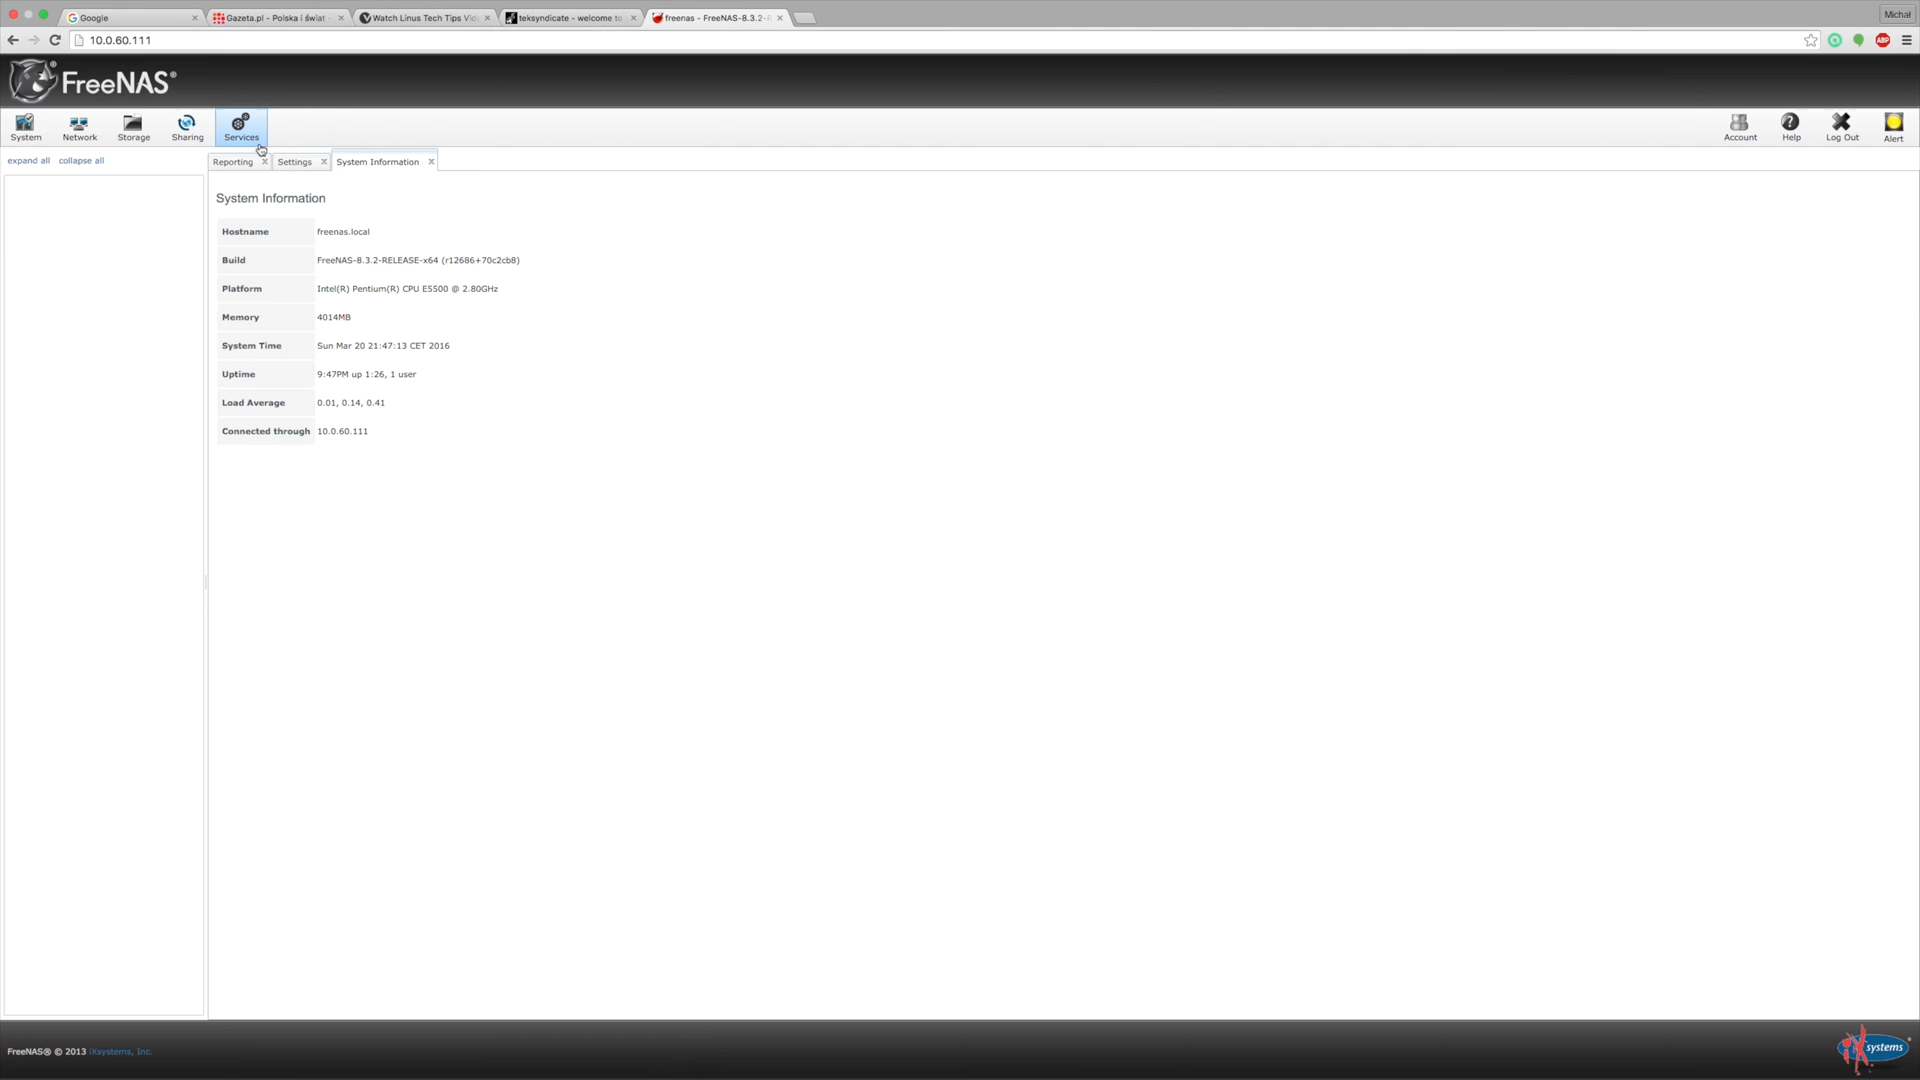 Google
Gazeta.pl - Polska i świat -
Watch Linus Tech Tips Vid
teksyndicate - welcome to
freenas - FreeNAS-8.3.2-R
Michał
10.0.60.111
ABP
FreeNAS®
System
Network
Storage
Sharing
Services
Account
Help
Log Out
Alert
expand all
collapse all
Reporting
Settings
System Information
System Information
Hostname freenas.local
Build FreeNAS-8.3.2-RELEASE-x64 (r12686+70c2cb8)
Platform Intel(R) Pentium(R) CPU E5500 @ 2.80GHz
Memory 4014MB
System Time Sun Mar 20 21:47:13 CET 2016
Uptime 9:47PM up 1:26, 1 user
Load Average 0.01, 0.14, 0.41
Connected through 10.0.60.111
FreeNAS® © 2013 iXsystems, Inc.
iXsystems®